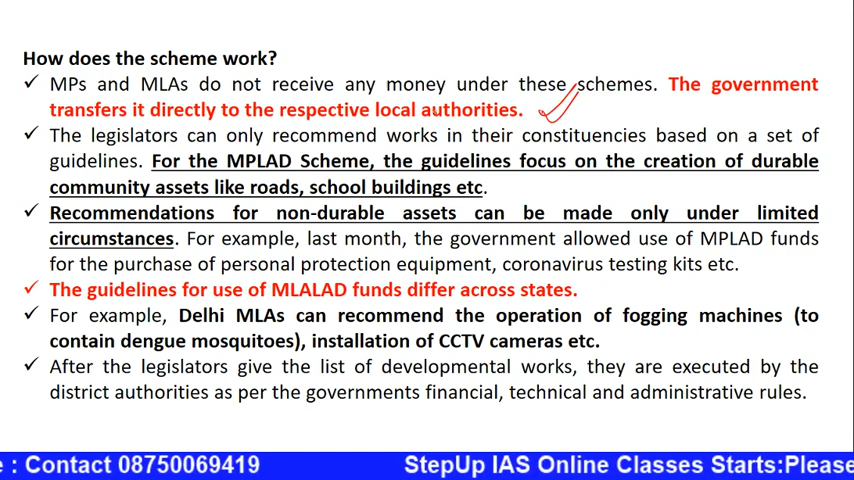 How does the scheme work?
✓ MPs and MLAs do not receive any money under these schemes. The government
transfers it directly to the respective local authorities.
✓ The legislators can only recommend works in their constituencies based on a set of
guidelines. For the MPLAD Scheme, the guidelines focus on the creation of durable
community assets like roads, school buildings etc.
✓ Recommendations for non-durable assets can be made only under limited
circumstances. For example, last month, the government allowed use of MPLAD funds
for the purchase of personal protection equipment, coronavirus testing kits etc.
✓ The guidelines for use of MLALAD funds differ across states.
✓ For example, Delhi MLAs can recommend the operation of fogging machines (to
contain dengue mosquitoes), installation of CCTV cameras etc.
✓ After the legislators give the list of developmental works, they are executed by the
district authorities as per the governments financial, technical and administrative rules.
: Contact 08750069419 StepUp IAS Online Classes Starts:Please